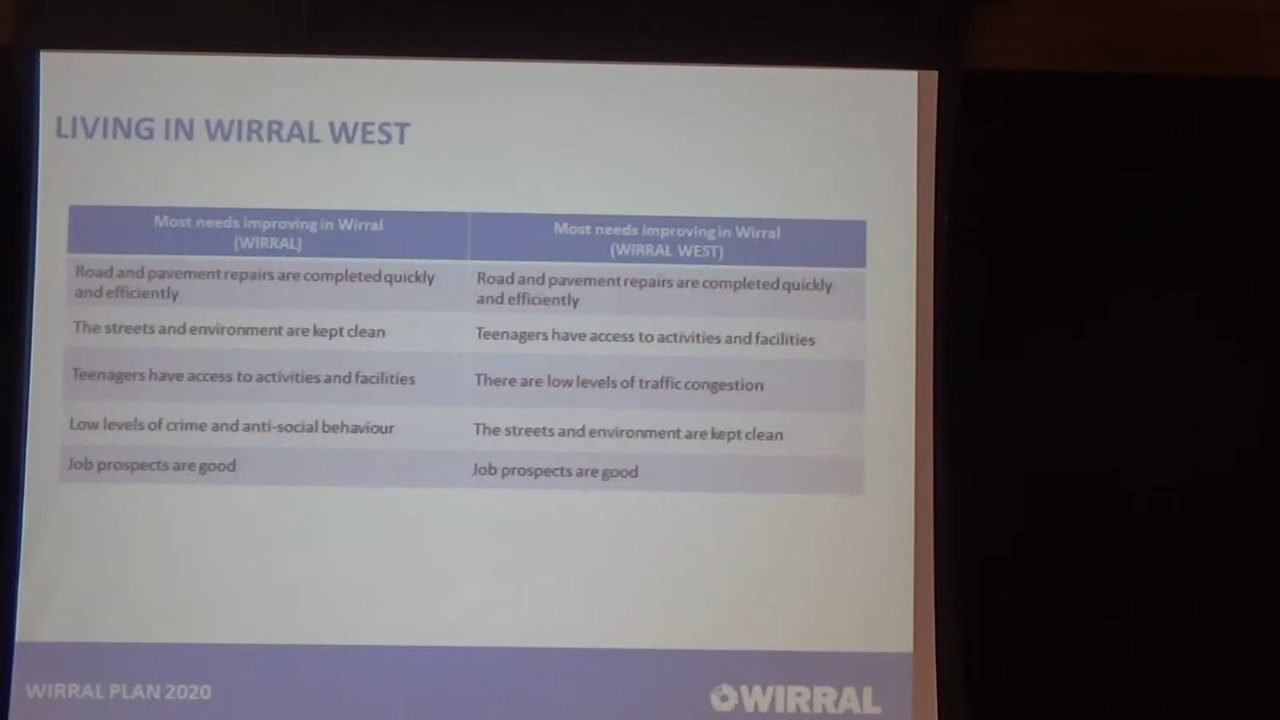 LIVING IN WIRRAL WEST
Most needs improving in Wirral
(WIRRAL)
Most needs improving in Wirral
(WIRRAL WEST)
Road and pavement repairs are completed quickly
and efficiently
Road and pavement repairs are completed quickly
and efficiently
The streets and environment are kept clean
Teenagers have access to activities and facilities
Teenagers have access to activities and facilities
There are low levels of traffic congestion
Low levels of crime and anti-social behaviour
The streets and environment are kept clean
Job prospects are good
Job prospects are good
WIRRAL PLAN 2020
WIRRAL